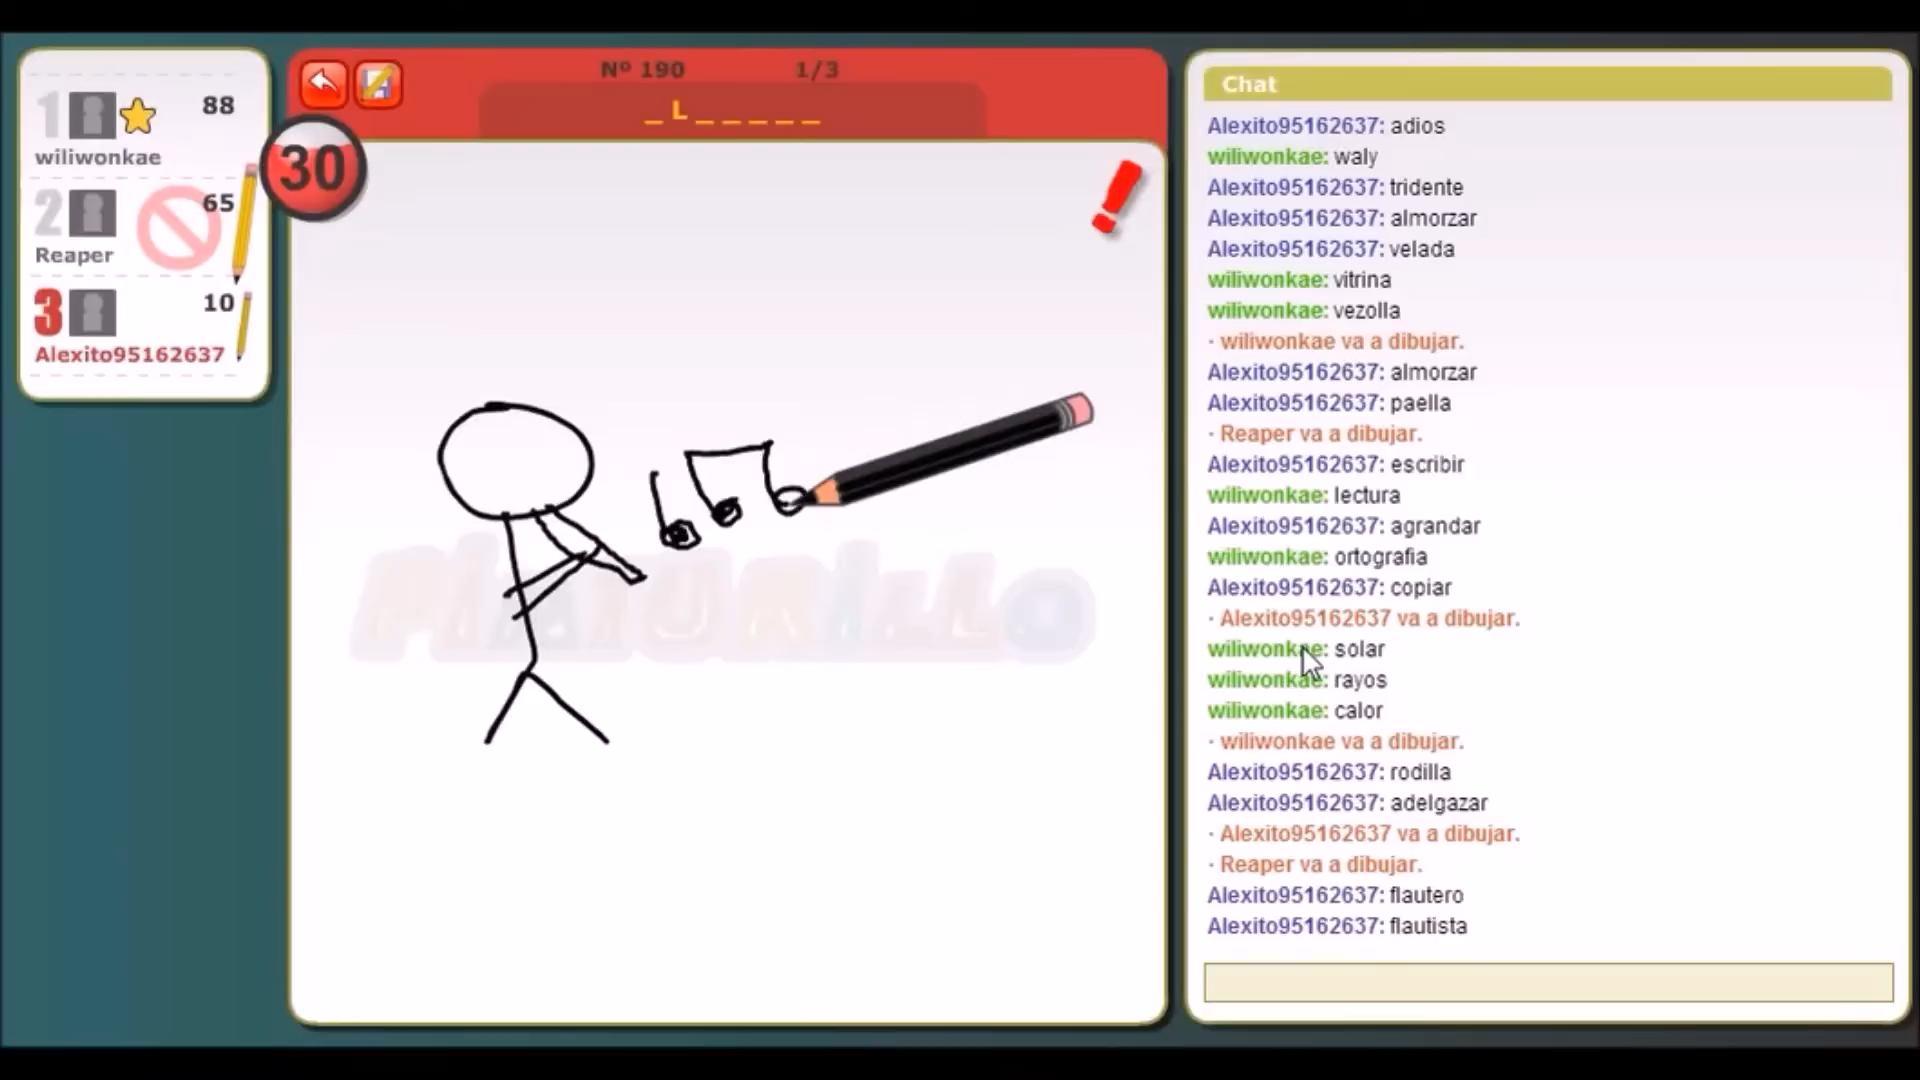 1 88
wiliwonkae
2 65
Reaper
3 10
Alexito95162637
30
Nº 190 1/3
_ L _ _ _ _ _
PINTURILLO
Chat
Alexito95162637: adios
wiliwonkae: waly
Alexito95162637: tridente
Alexito95162637: almorzar
Alexito95162637: velada
wiliwonkae: vitrina
wiliwonkae: vezolla
· wiliwonkae va a dibujar.
Alexito95162637: almorzar
Alexito95162637: paella
· Reaper va a dibujar.
Alexito95162637: escribir
wiliwonkae: lectura
Alexito95162637: agrandar
wiliwonkae: ortografia
Alexito95162637: copiar
· Alexito95162637 va a dibujar.
wiliwonkae: solar
wiliwonkae: rayos
wiliwonkae: calor
· wiliwonkae va a dibujar.
Alexito95162637: rodilla
Alexito95162637: adelgazar
· Alexito95162637 va a dibujar.
· Reaper va a dibujar.
Alexito95162637: flautero
Alexito95162637: flautista